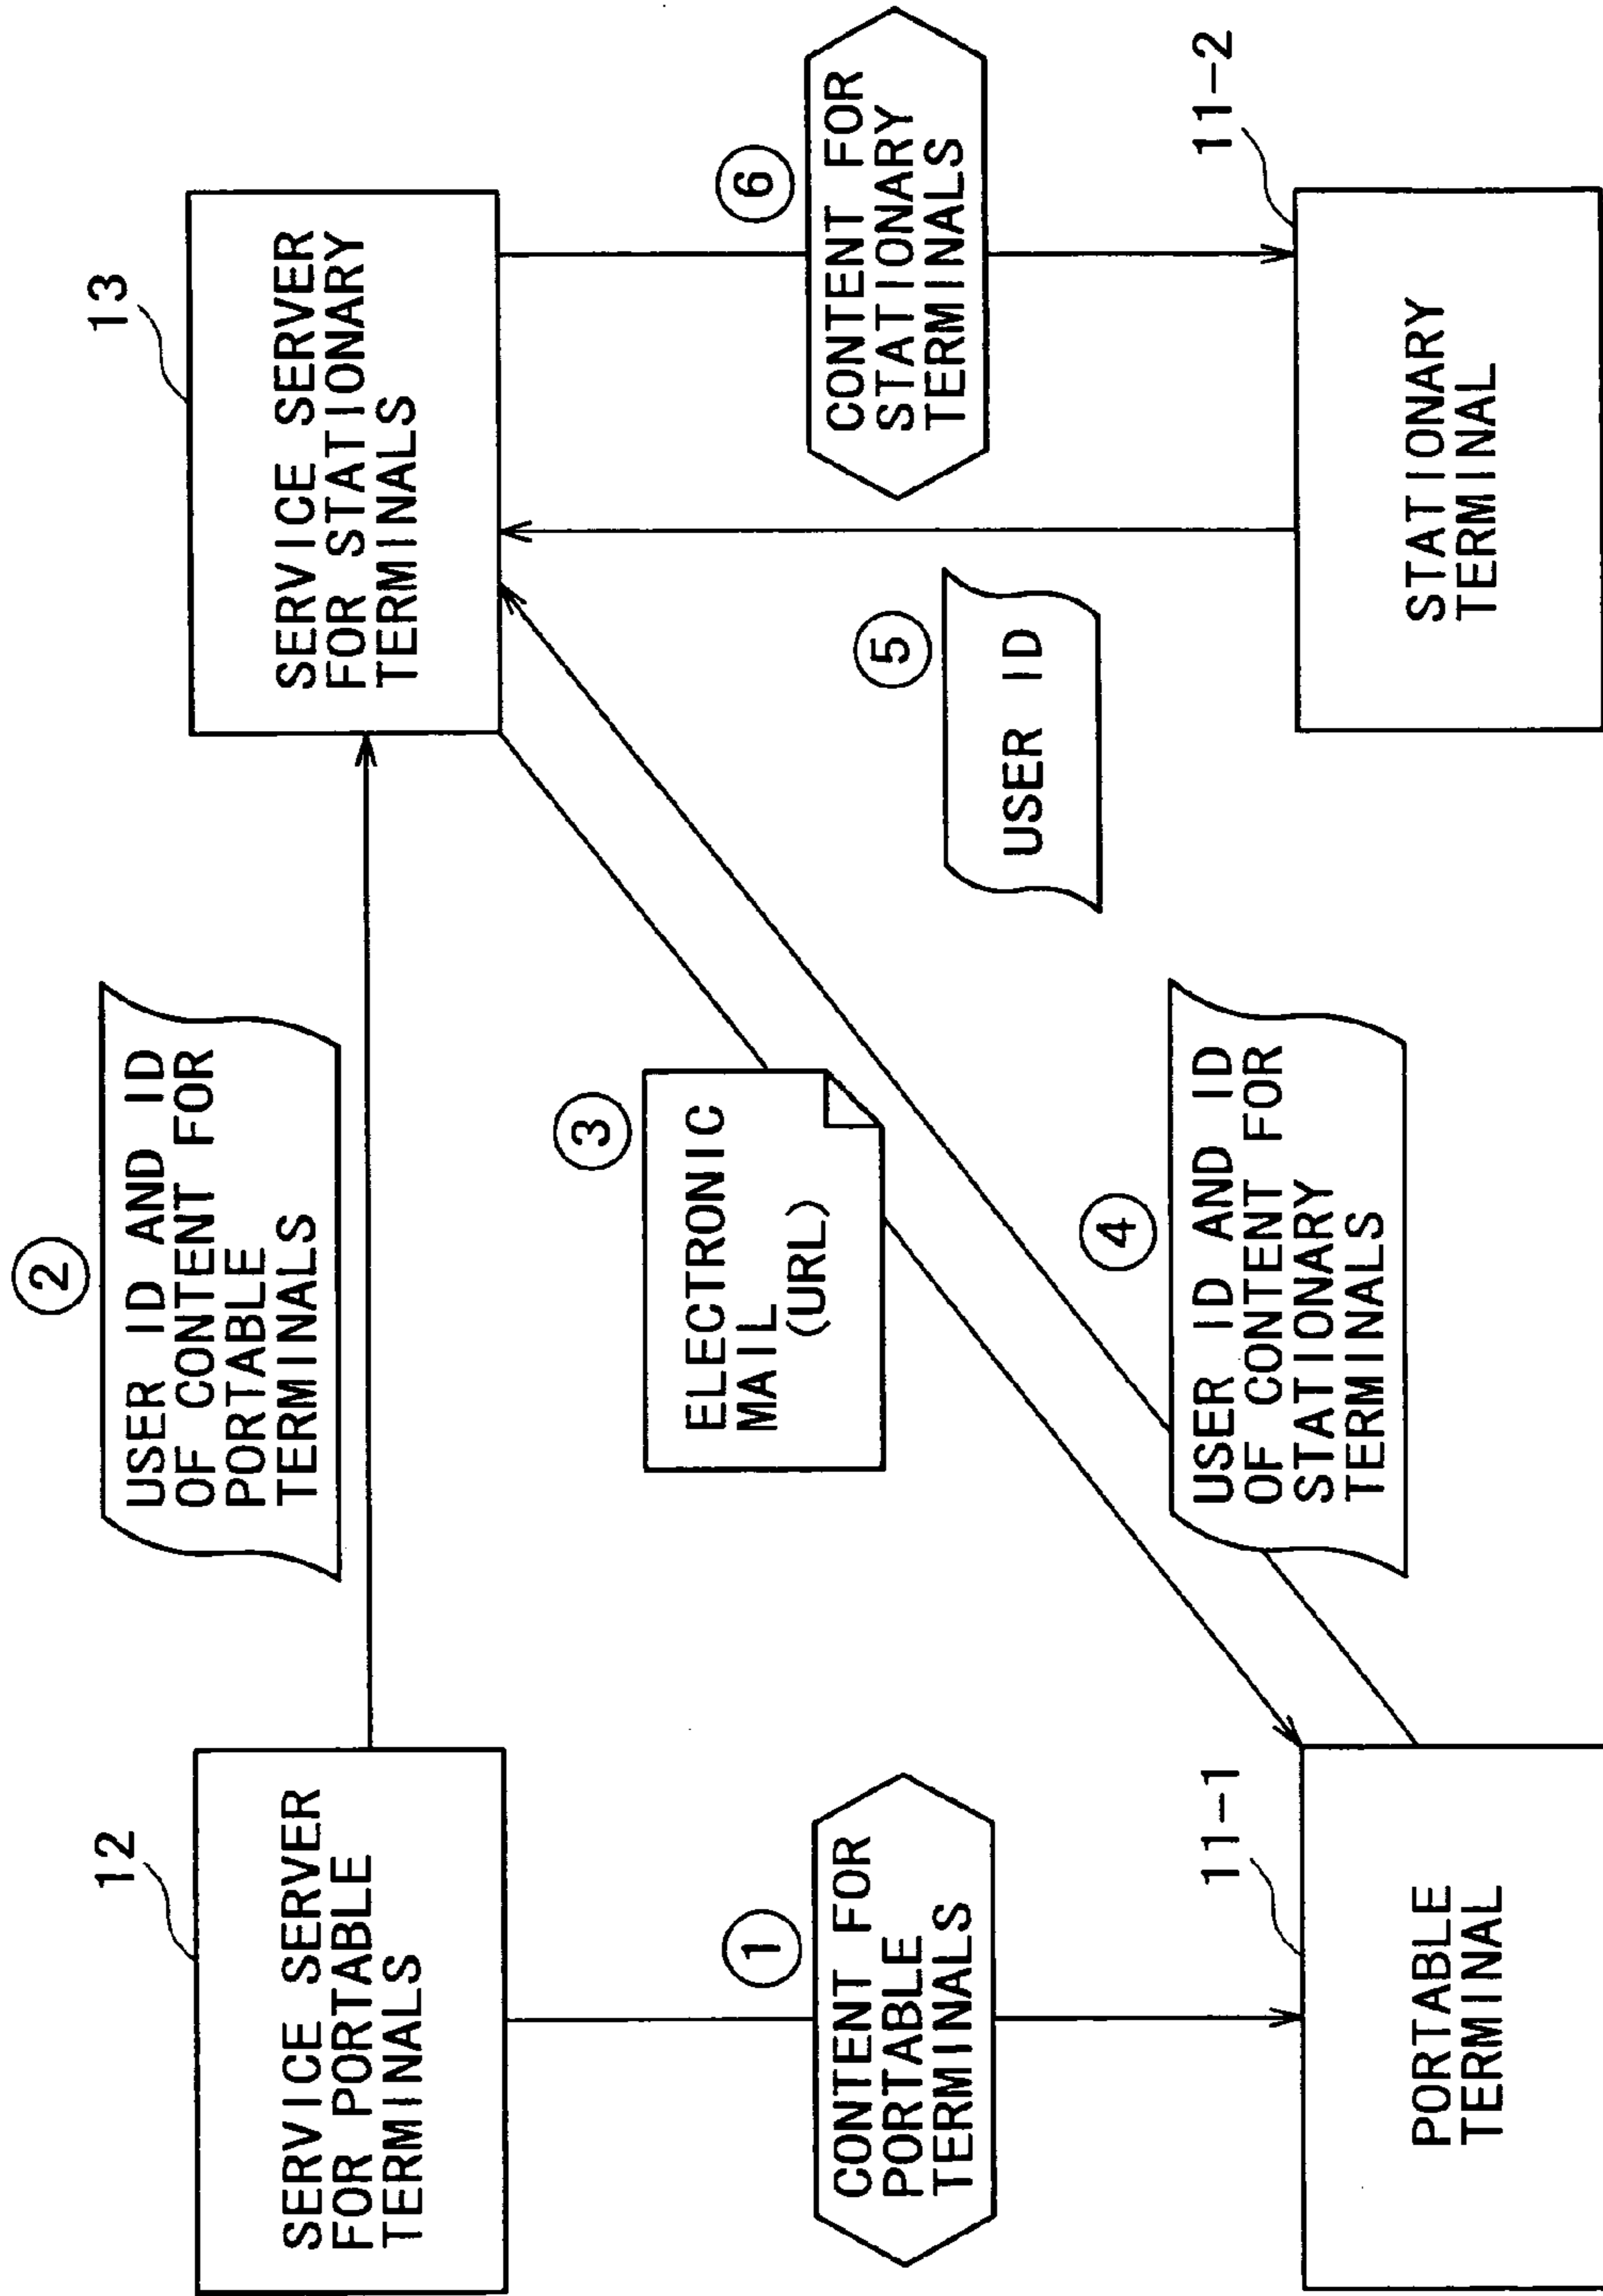 2
USER ID AND ID
OF CONTENT FOR
PORTABLE
TERMINALS
12
SERVICE SERVER
FOR PORTABLE
TERMINALS
13
SERVICE SERVER
FOR STATIONARY
TERMINALS
3
ELECTRONIC
MAIL
(URL)
1
CONTENT FOR
PORTABLE
TERMINALS
6
CONTENT FOR
STATIONARY
TERMINALS
5
USER ID
4
USER ID AND ID
OF CONTENT FOR
STATIONARY
TERMINALS
11-1
PORTABLE
TERMINAL
11-2
STATIONARY
TERMINAL